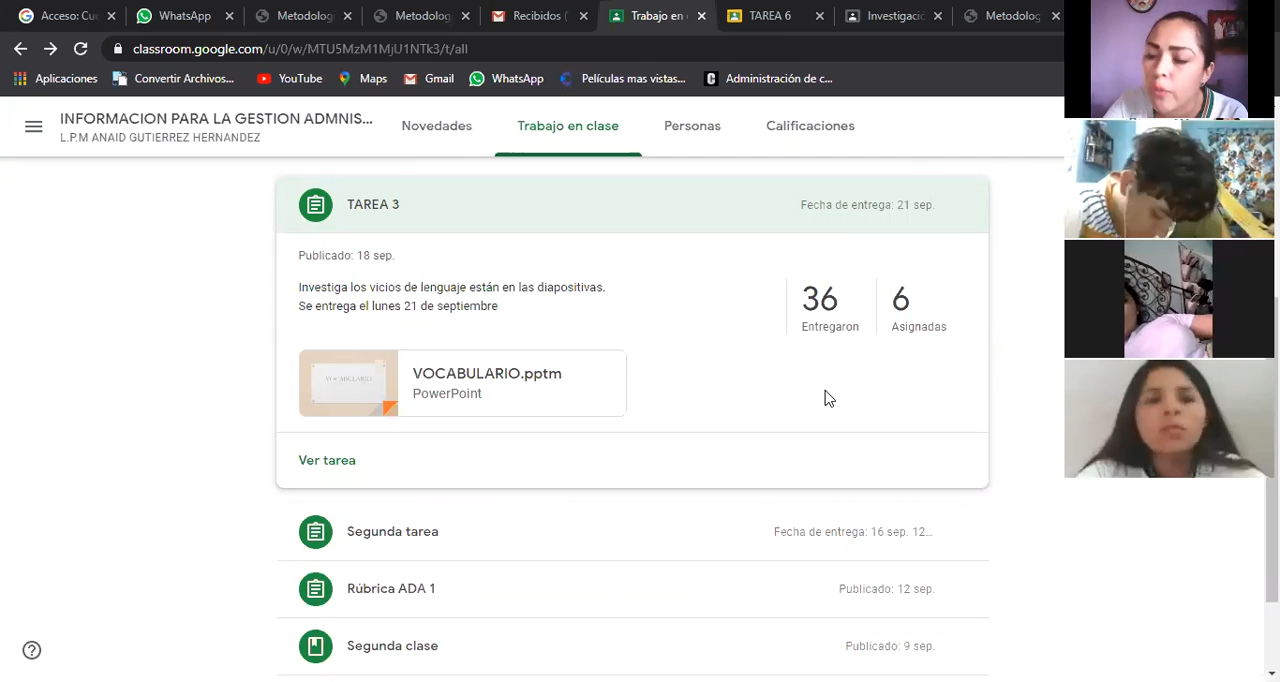 Acceso: Cu
WhatsApp
Metodolog
Metodolog
Recibidos (
Trabajo en
TAREA 6
Investigaci
Metodolog
classroom.google.com/u/0/w/MTU5MzM1MjU1NTk3/t/all
Aplicaciones
Convertir Archivos...
YouTube
Maps
Gmail
WhatsApp
Películas mas vistas...
Administración de c...
INFORMACION PARA LA GESTION ADMNIS...
L.P.M ANAID GUTIERREZ HERNANDEZ
Novedades
Trabajo en clase
Personas
Calificaciones
TAREA 3
Fecha de entrega: 21 sep.
Publicado: 18 sep.
Investiga los vicios de lenguaje están en las diapositivas.
Se entrega el lunes 21 de septiembre
36
Entregaron
6
Asignadas
VOCABULARIO
VOCABULARIO.pptm
PowerPoint
Ver tarea
Segunda tarea
Fecha de entrega: 16 sep. 12...
Rúbrica ADA 1
Publicado: 12 sep.
Segunda clase
Publicado: 9 sep.